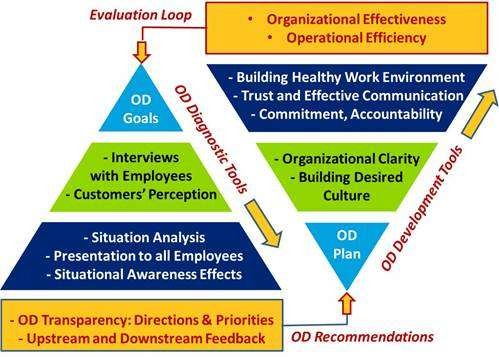 Evaluation Loop
• Organizational Effectiveness
• Operational Efficiency
OD
Goals
OD Diagnostic Tools
- Interviews
with Employees
- Customers' Perception
- Situation Analysis
- Presentation to all Employees
- Situational Awareness Effects
- OD Transparency: Directions & Priorities
- Upstream and Downstream Feedback
- Building Healthy Work Environment
- Trust and Effective Communication
- Commitment, Accountability
- Organizational Clarity
- Building Desired
Culture
OD
Plan
OD Development Tools
OD Recommendations